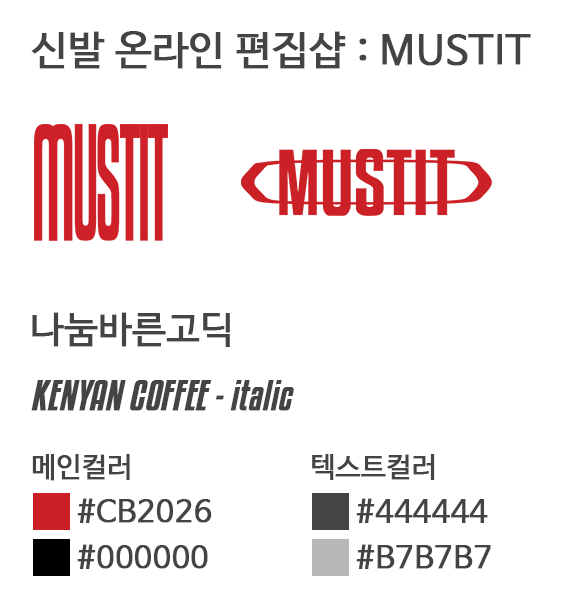 신발 온라인 편집샵 : MUSTIT
MUSTIT
MUSTIT
나눔바른고딕
KENYAN COFFEE - italic
메인컬러
#CB2026
#000000
텍스트컬러
#444444
#B7B7B7